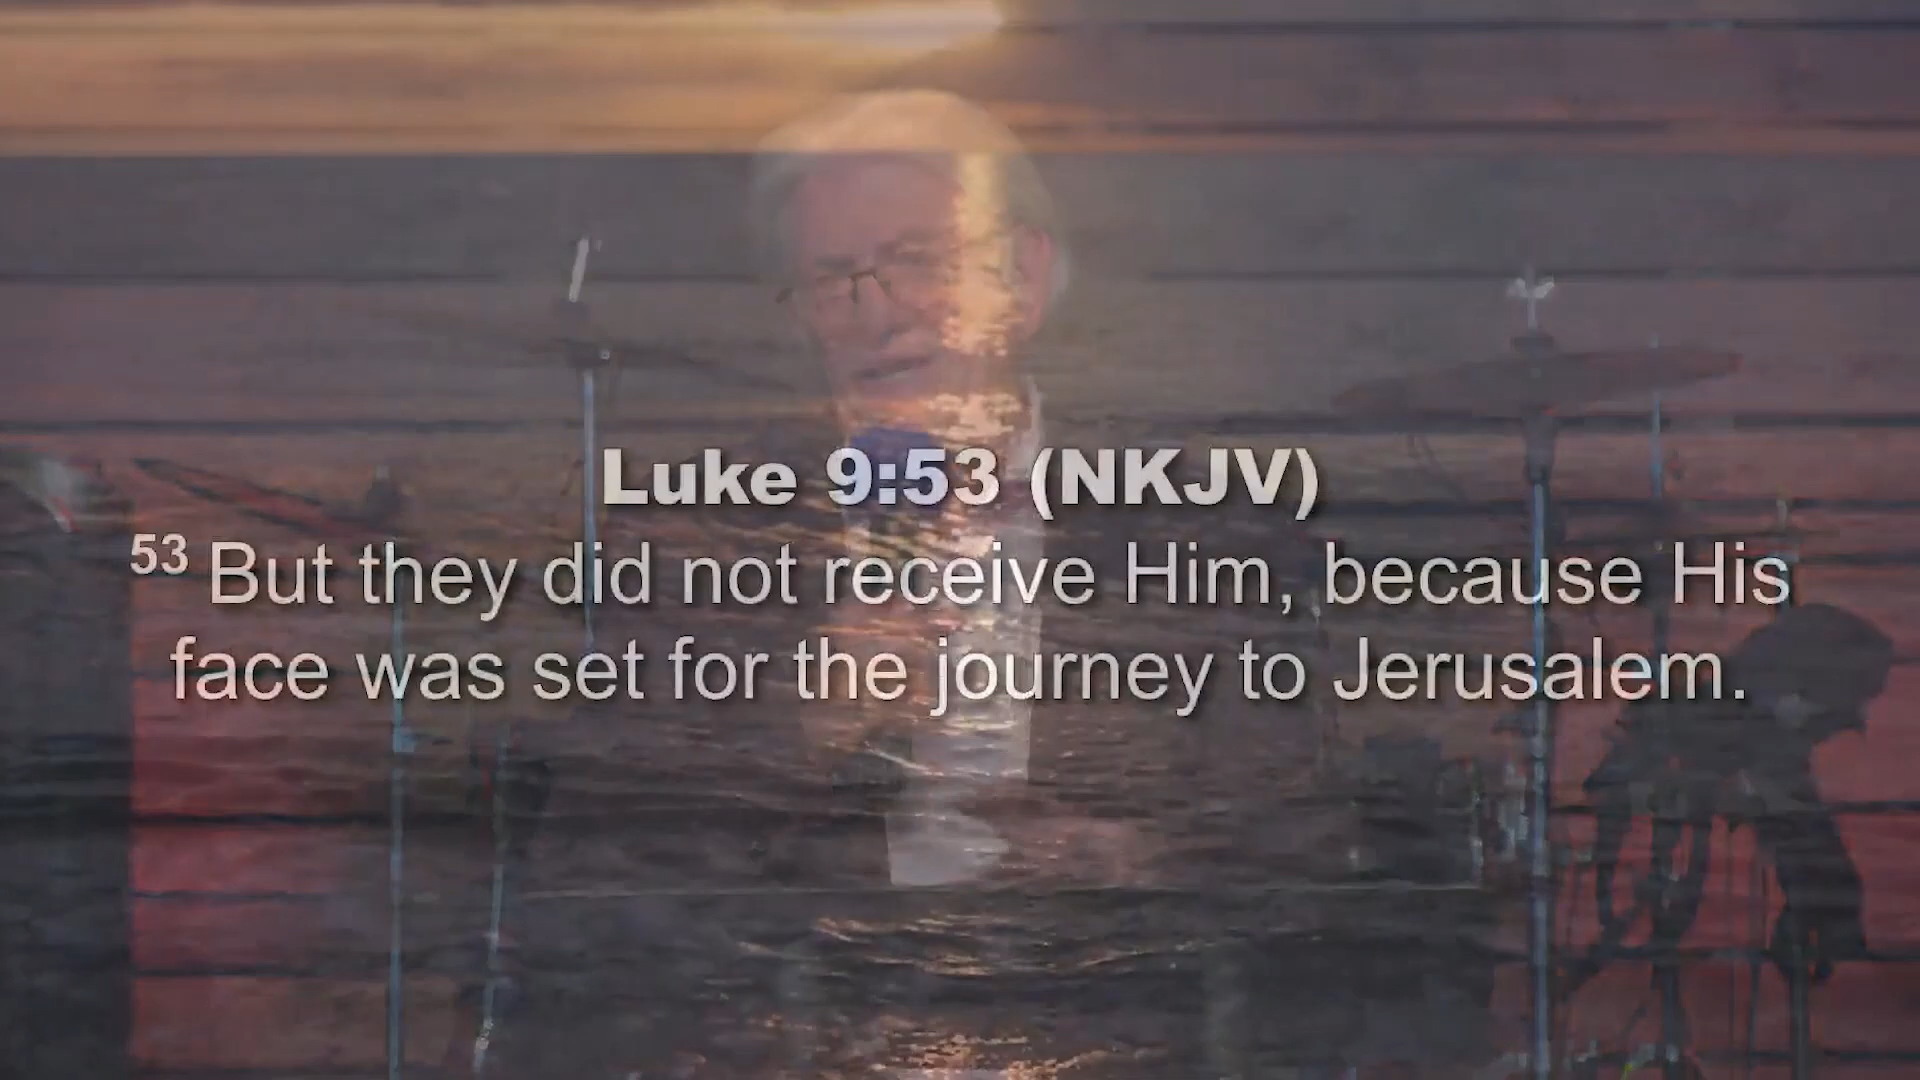 Luke 9:53 (NKJV)
53 But they did not receive Him, because His
face was set for the journey to Jerusalem.